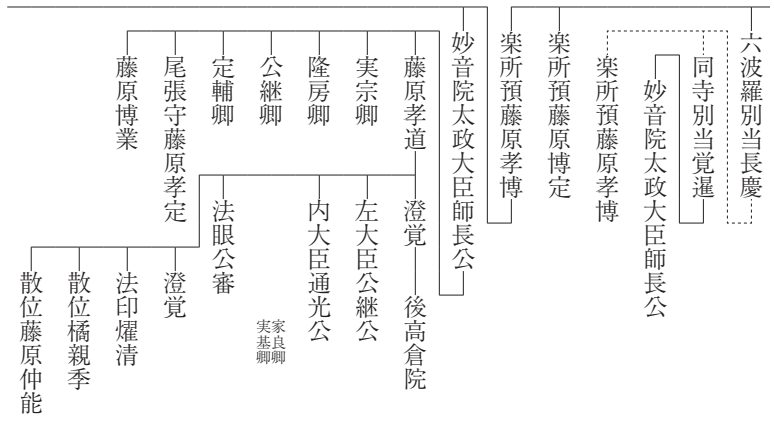 六波羅別当長慶
同寺別当覚暹
妙音院太政大臣師長公
楽所預藤原孝博
楽所預藤原博定
楽所預藤原孝博
妙音院太政大臣師長公
藤原孝道
実宗卿
隆房卿
公継卿
定輔卿
尾張守藤原孝定
藤原博業
澄覚
後高倉院
左大臣公継公
内大臣通光公
家良卿
実基卿
法眼公審
澄覚
法印燿清
散位橘親季
散位藤原仲能